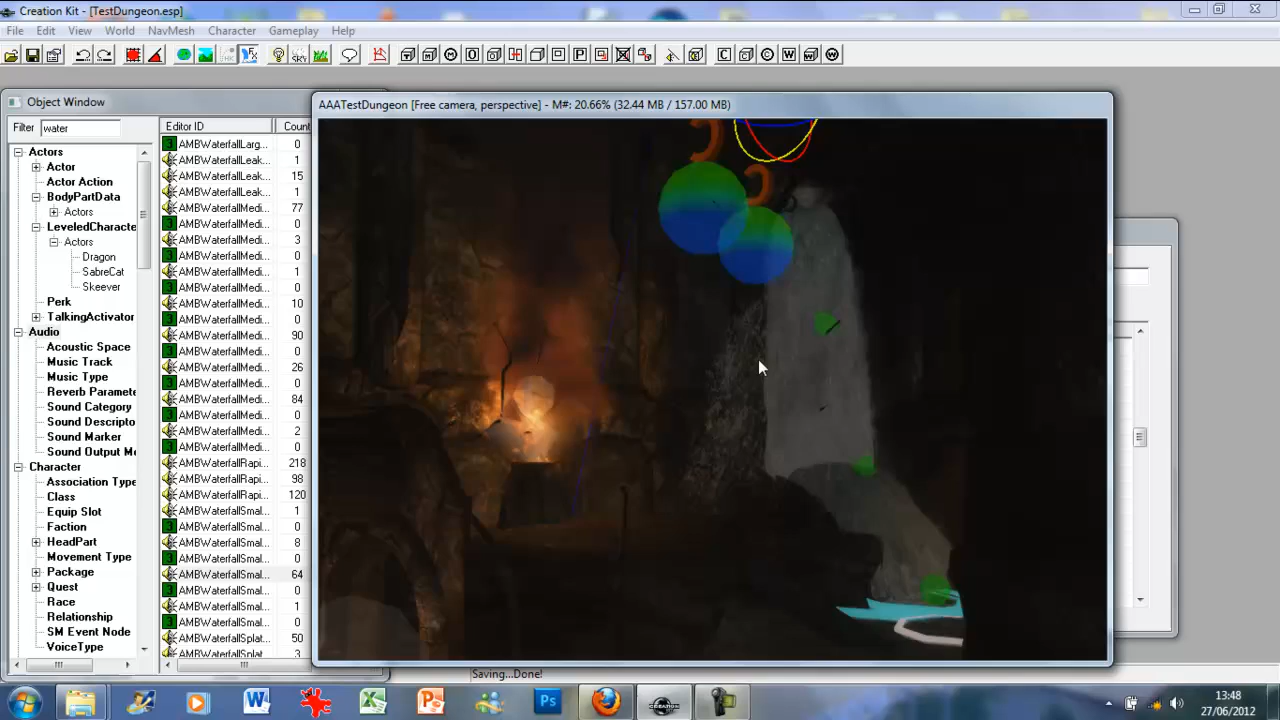 Creation Kit - [TestDungeon.esp]
File Edit View World NavMesh Character Gameplay Help
Object Window
AAATestDungeon [Free camera, perspective] - M#: 20.66% (32.44 MB / 157.00 MB)
Filter water
Editor ID Count
Actors
Actor
Actor Action
BodyPartData
Actors
LeveledCharacte
Actors
Dragon
SabreCat
Skeever
Perk
TalkingActivator
Audio
Acoustic Space
Music Track
Music Type
Reverb Paramete
Sound Category
Sound Descripto
Sound Marker
Sound Output Mo
Character
Association Type
Class
Equip Slot
Faction
HeadPart
Movement Type
Package
Quest
Race
Relationship
SM Event Node
VoiceType
AMBWaterfallLarg... 0
AMBWaterfallLeak... 1
AMBWaterfallLeak... 15
AMBWaterfallLeak... 1
AMBWaterfallMedi... 77
AMBWaterfallMedi... 0
AMBWaterfallMedi... 3
AMBWaterfallMedi... 0
AMBWaterfallMedi... 1
AMBWaterfallMedi... 0
AMBWaterfallMedi... 10
AMBWaterfallMedi... 0
AMBWaterfallMedi... 90
AMBWaterfallMedi... 0
AMBWaterfallMedi... 26
AMBWaterfallMedi... 0
AMBWaterfallMedi... 84
AMBWaterfallMedi... 0
AMBWaterfallMedi... 2
AMBWaterfallMedi... 0
AMBWaterfallRapi... 218
AMBWaterfallRapi... 98
AMBWaterfallRapi... 120
AMBWaterfallSmal... 1
AMBWaterfallSmal... 0
AMBWaterfallSmal... 8
AMBWaterfallSmal... 0
AMBWaterfallSmal... 1
AMBWaterfallSmal... 64
AMBWaterfallSmal... 0
AMBWaterfallSmal... 1
AMBWaterfallSmal... 0
AMBWaterfallSplat... 50
AMBWaterfallSplat... 3
Saving...Done!
13:48
27/06/2012